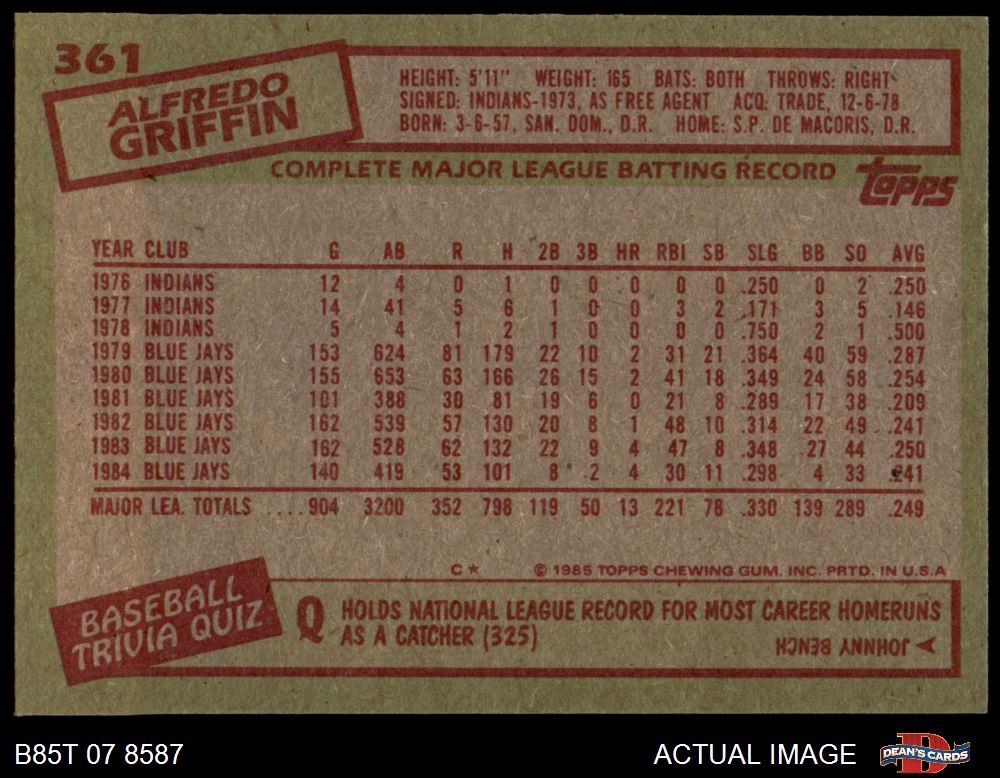 361
ALFREDO
GRIFFIN
HEIGHT: 5'11" WEIGHT: 165 BATS: BOTH THROWS: RIGHT
SIGNED: INDIANS-1973, AS FREE AGENT ACQ: TRADE, 12-6-78
BORN: 3-6-57, SAN. DOM., D.R. HOME: S.P. DE MACORIS, D.R.
COMPLETE MAJOR LEAGUE BATTING RECORD
topps
YEAR CLUB G AB R H 2B 3B HR RBI SB SLG BB SO AVG
1976 INDIANS 12 4 0 1 0 0 0 0 0 .250 0 2 .250
1977 INDIANS 14 41 5 6 1 0 0 3 2 .171 3 5 .146
1978 INDIANS 5 4 1 2 1 0 0 0 0 .750 2 1 .500
1979 BLUE JAYS 153 624 81 179 22 10 2 31 21 .364 40 59 .287
1980 BLUE JAYS 155 653 63 166 26 15 2 41 18 .349 24 58 .254
1981 BLUE JAYS 101 388 30 81 19 6 0 21 8 .289 17 38 .209
1982 BLUE JAYS 162 539 57 130 20 8 1 48 10 .314 22 49 .241
1983 BLUE JAYS 162 528 62 132 22 9 4 47 8 .348 27 44 .250
1984 BLUE JAYS 140 419 53 101 8 2 4 30 11 .298 4 33 .241
MAJOR LEA. TOTALS ....904 3200 352 798 119 50 13 221 78 .330 139 289 .249
C* © 1985 TOPPS CHEWING GUM, INC. PRTD. IN U.S.A
BASEBALL
TRIVIA QUIZ
Q HOLDS NATIONAL LEAGUE RECORD FOR MOST CAREER HOMERUNS
AS A CATCHER (325)
JOHNNY BENCH
B85T 07 8587
ACTUAL IMAGE
D
DEAN'S CARDS